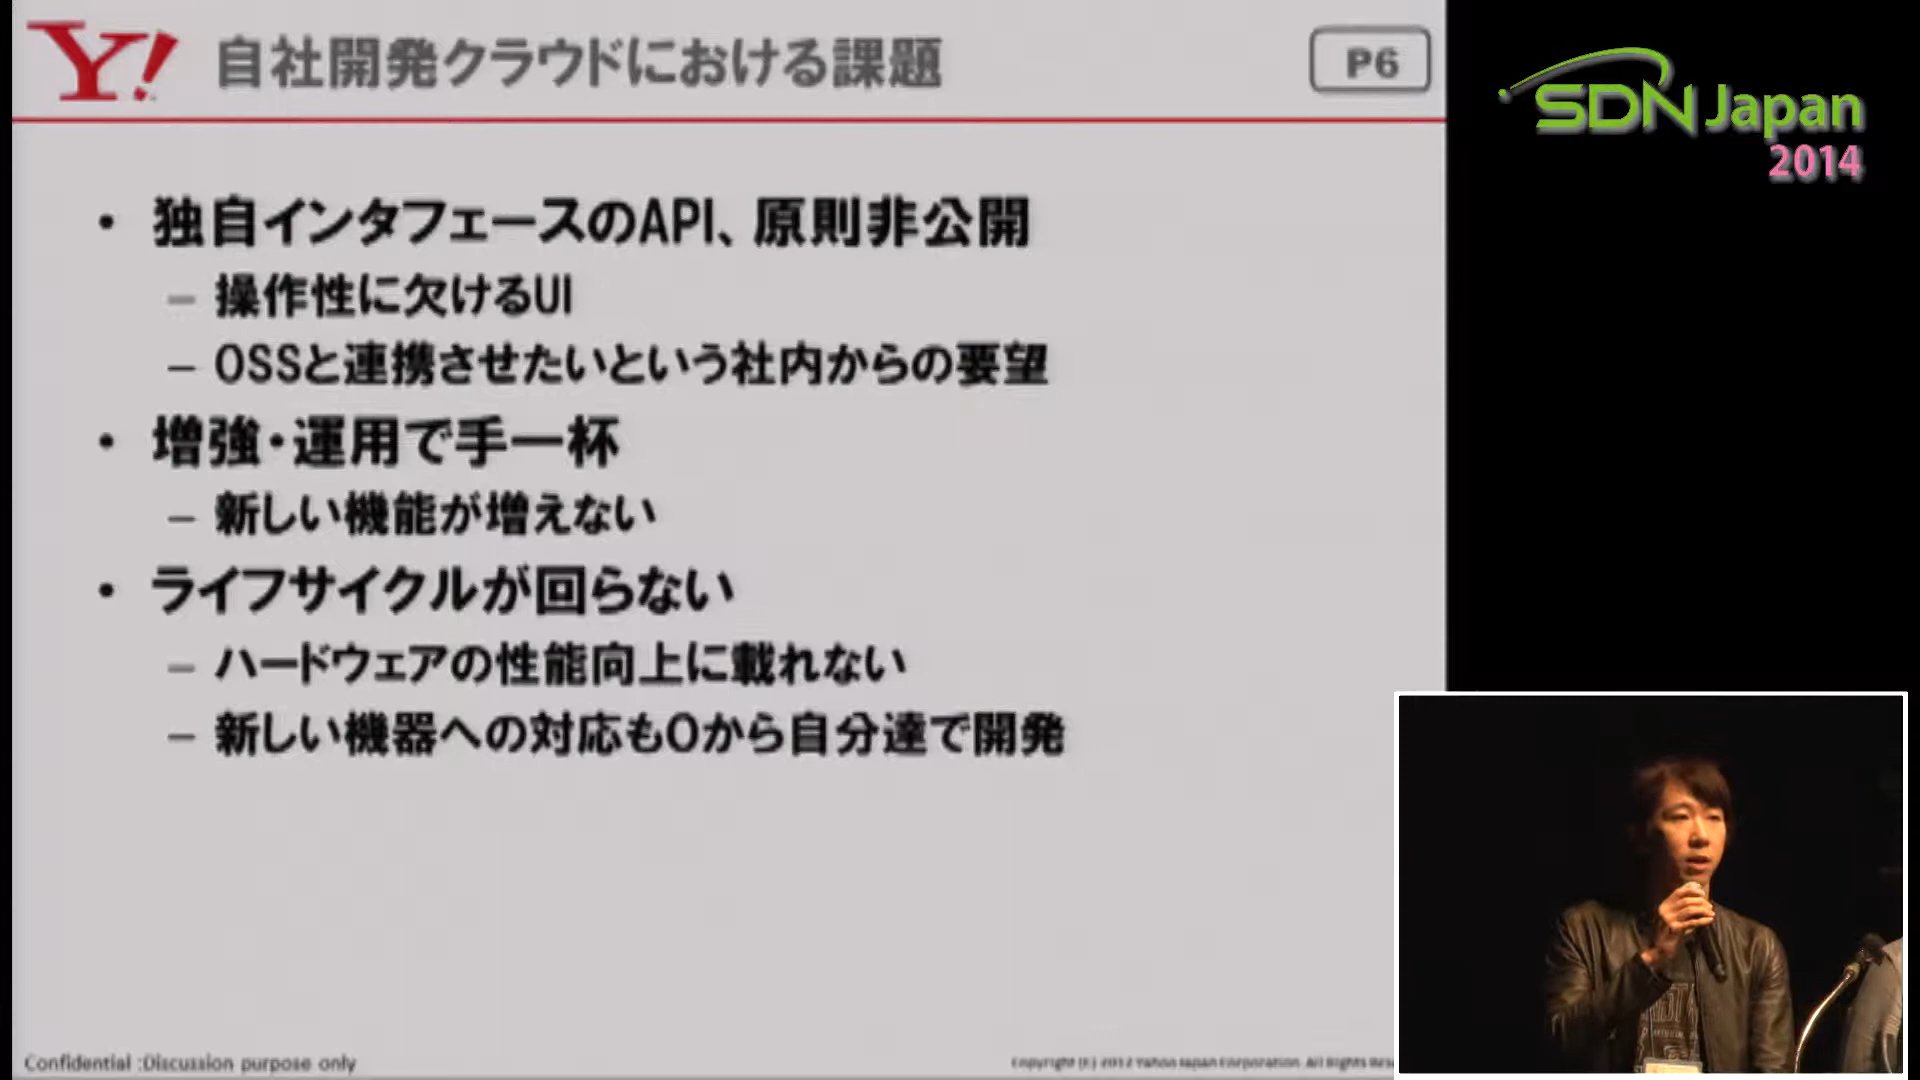 Y! 自社開発クラウドにおける課題
P6
SDN Japan
2014
• 独自インタフェースのAPI、原則非公開
– 操作性に欠けるUI
– OSSと連携させたいという社内からの要望
• 増強・運用で手一杯
– 新しい機能が増えない
• ライフサイクルが回らない
– ハードウェアの性能向上に載れない
– 新しい機器への対応も0から自分達で開発
Confidential :Discussion purpose only
Copyright (C) 2012 Yahoo Japan Corporation. All Rights